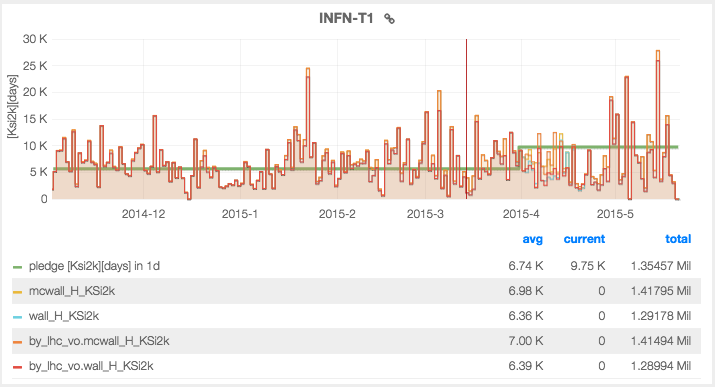 INFN-T1
30 K
25 K
20 K
15 K
10 K
5 K
0
[Ksi2k][days]
2014-12 2015-1 2015-2 2015-3 2015-4 2015-5
avg current total
pledge [Ksi2k][days] in 1d 6.74 K 9.75 K 1.35457 Mil
mcwall_H_KSi2k 6.98 K 0 1.41795 Mil
wall_H_KSi2k 6.36 K 0 1.29178 Mil
by_lhc_vo.mcwall_H_KSi2k 7.00 K 0 1.41494 Mil
by_lhc_vo.wall_H_KSi2k 6.39 K 0 1.28994 Mil